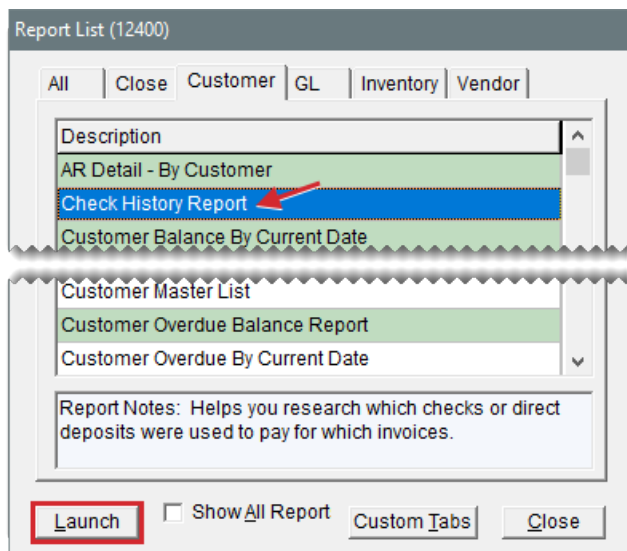 Report List (12400)
All Close Customer GL Inventory Vendor
Description
AR Detail - By Customer
Check History Report
Customer Balance By Current Date
Customer Master List
Customer Overdue Balance Report
Customer Overdue By Current Date
Report Notes:  Helps you research which checks or direct
deposits were used to pay for which invoices.
Launch Show All Report Custom Tabs Close